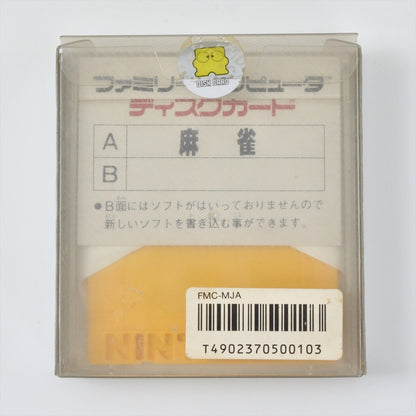 DISK CARD
ファミリーコンピュータ
ディスクカード
A 麻雀
B
●B面にはソフトがはいっておりませんので
新しいソフトを書き込む事ができます。
FMC-MJA
T4902370500103